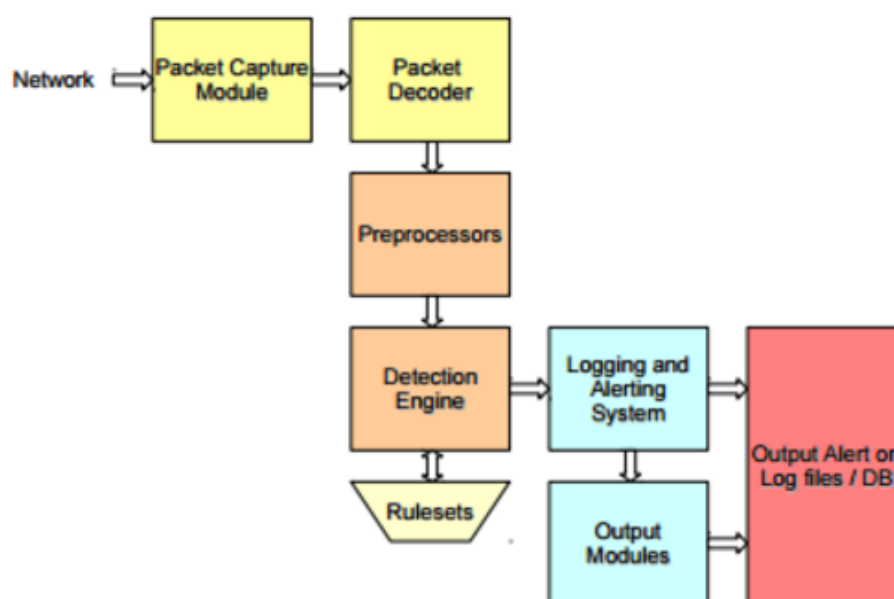 Network
Packet Capture
Module
Packet
Decoder
Preprocessors
Detection
Engine
Logging and
Alerting
System
Output Alert or
Log files / DB
Rulesets
Output
Modules